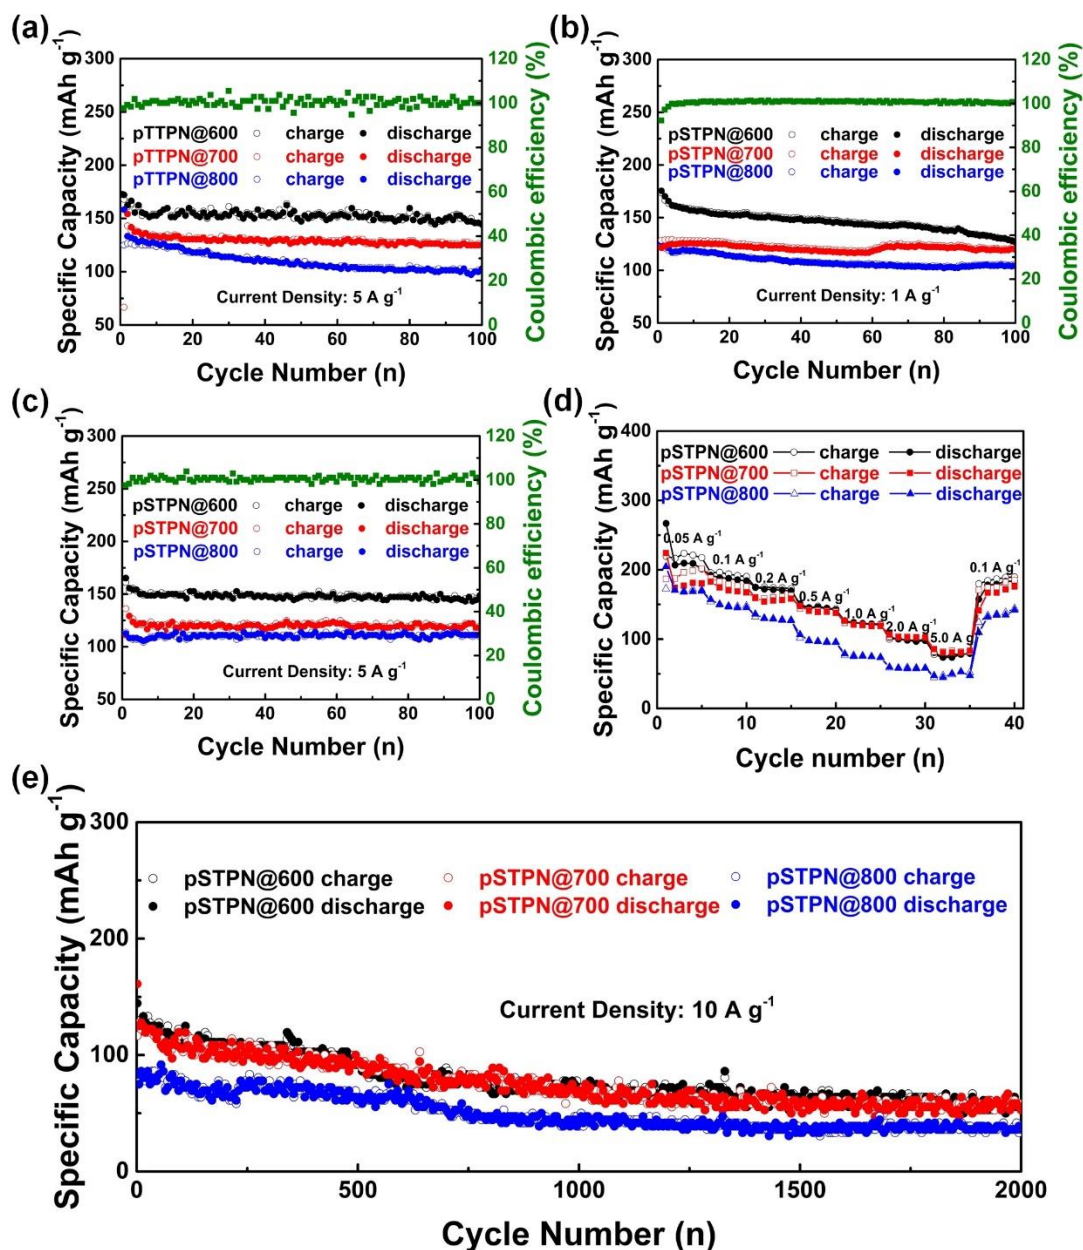 (a)
300
250
200
150
100
50
120
100
80
60
40
20
0
pTTPN@600 charge discharge
pTTPN@700 charge discharge
pTTPN@800 charge discharge
Current Density: 5 A g⁻¹
0 20 40 60 80 100
Cycle Number (n)
Specific Capacity (mAh g⁻¹)
Coulombic efficiency (%)
(b)
300
250
200
150
100
50
120
100
80
60
40
20
0
pSTPN@600 charge discharge
pSTPN@700 charge discharge
pSTPN@800 charge discharge
Current Density: 1 A g⁻¹
0 20 40 60 80 100
Cycle Number (n)
Specific Capacity (mAh g⁻¹)
Coulombic efficiency (%)
(c)
300
250
200
150
100
50
120
100
80
60
40
20
0
pSTPN@600 charge discharge
pSTPN@700 charge discharge
pSTPN@800 charge discharge
Current Density: 5 A g⁻¹
0 20 40 60 80 100
Cycle Number (n)
Specific Capacity (mAh g⁻¹)
Coulombic efficiency (%)
(d)
400
300
200
100
0
pSTPN@600 charge discharge
pSTPN@700 charge discharge
pSTPN@800 charge discharge
0.05 A g⁻¹
0.1 A g⁻¹
0.2 A g⁻¹
0.5 A g⁻¹
1.0 A g⁻¹
2.0 A g⁻¹
5.0 A g
0.1 A g⁻¹
0 10 20 30 40
Cycle number (n)
Specific Capacity (mAh g⁻¹)
(e)
300
200
100
0
pSTPN@600 charge pSTPN@700 charge pSTPN@800 charge
pSTPN@600 discharge pSTPN@700 discharge pSTPN@800 discharge
Current Density: 10 A g⁻¹
0 500 1000 1500 2000
Cycle Number (n)
Specific Capacity (mAh g⁻¹)